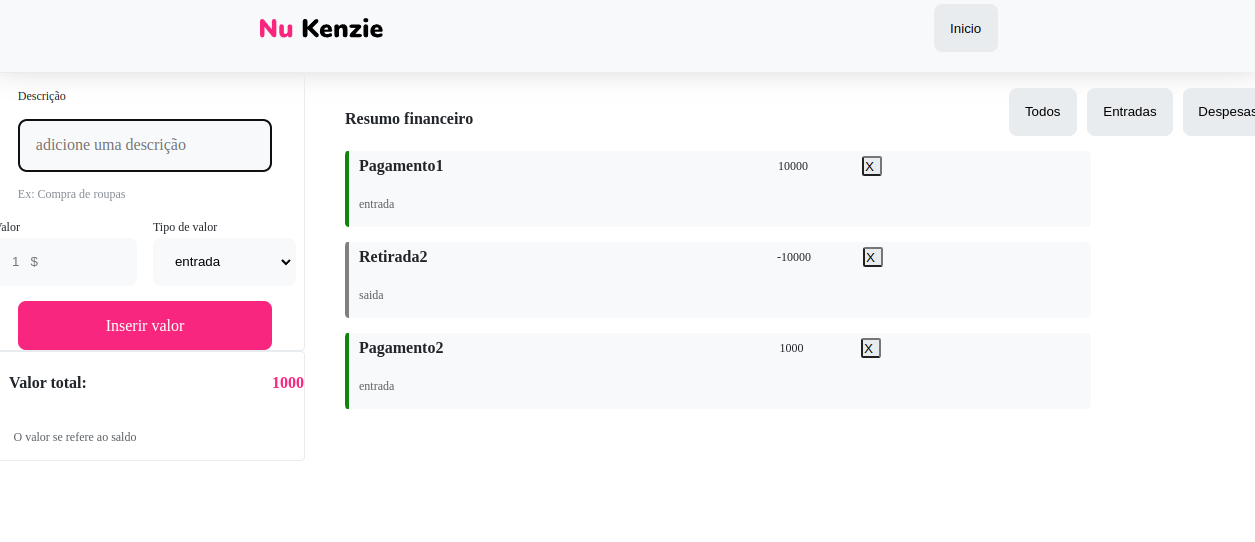 Nu Kenzie
Inicio
Descrição
adicione uma descrição
Ex: Compra de roupas
Valor
Tipo de valor
1 $
entrada
Inserir valor
Valor total:
1000
O valor se refere ao saldo
Resumo financeiro
Todos
Entradas
Despesas
Pagamento1
10000
X
entrada
Retirada2
-10000
X
saida
Pagamento2
1000
X
entrada